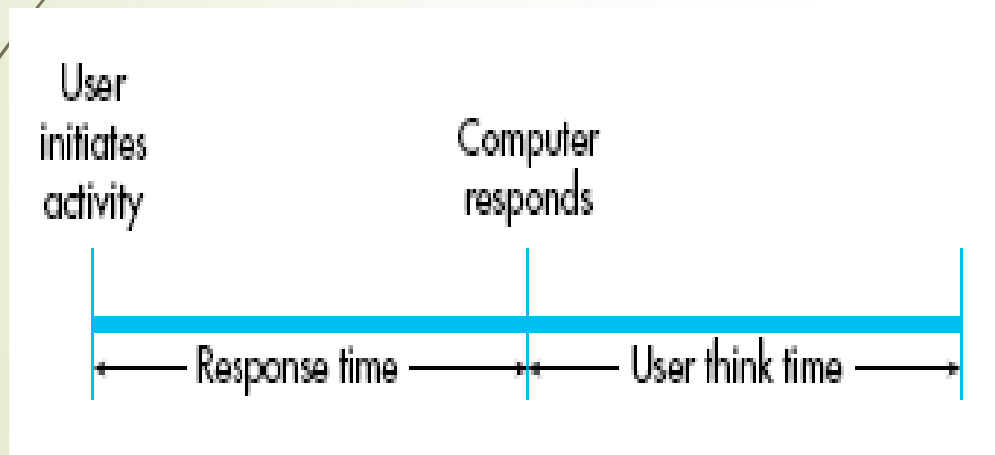 User
initiates
activity
Computer
responds
Response time
User think time